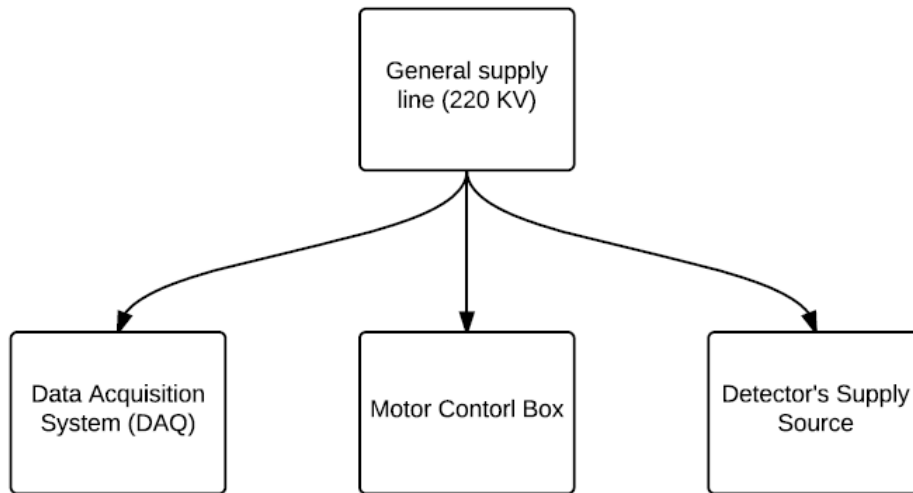 General supply
line (220 KV)
Data Acquisition
System (DAQ)
Motor Contorl Box
Detector's Supply
Source